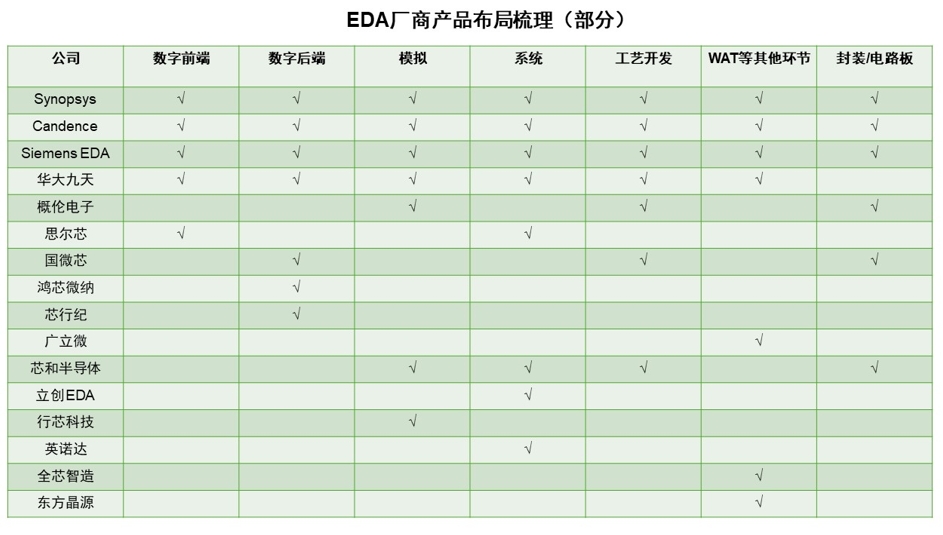 EDA厂商产品布局梳理（部分）
公司 数字前端 数字后端 模拟 系统 工艺开发 WAT等其他环节 封装/电路板
Synopsys √ √ √ √ √ √ √
Candence √ √ √ √ √ √ √
Siemens EDA √ √ √ √ √ √ √
华大九天 √ √ √ √ √ √
概伦电子 √ √ √
思尔芯 √ √
国微芯 √ √ √
鸿芯微纳 √
芯行纪 √
广立微 √
芯和半导体 √ √ √ √
立创EDA √
行芯科技 √
英诺达 √
全芯智造 √
东方晶源 √